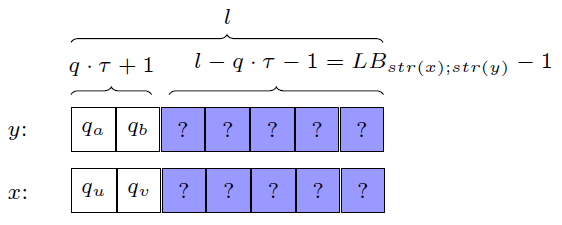 l
q · τ + 1 l − q · τ − 1 = LB_{str(x);str(y)} − 1
y: q_a q_b ? ? ? ? ?
x: q_u q_v ? ? ? ? ?